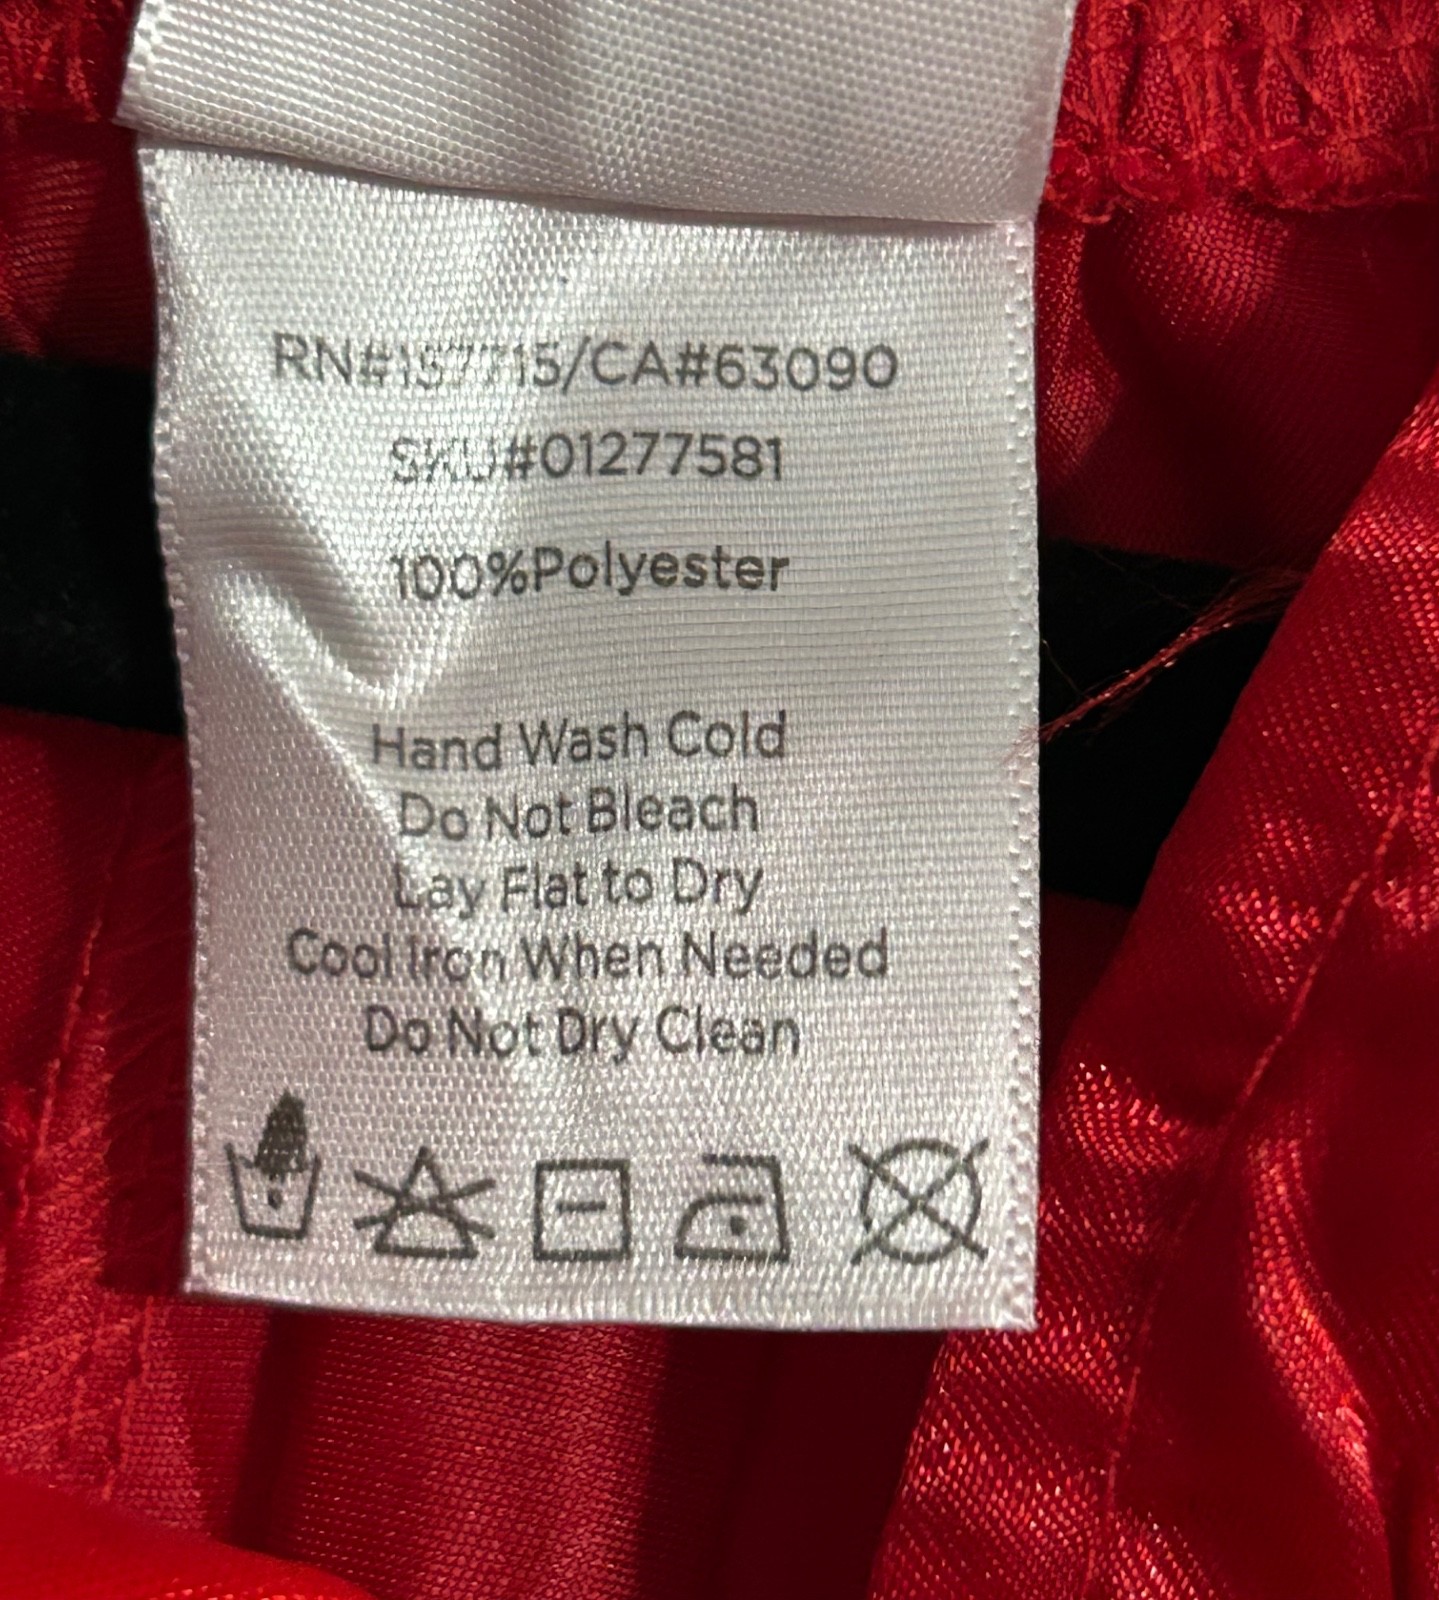 RN#157715/CA#63090
SKU#01277581
100%Polyester
Hand Wash Cold
Do Not Bleach
Lay Flat to Dry
Cool Iron When Needed
Do Not Dry Clean